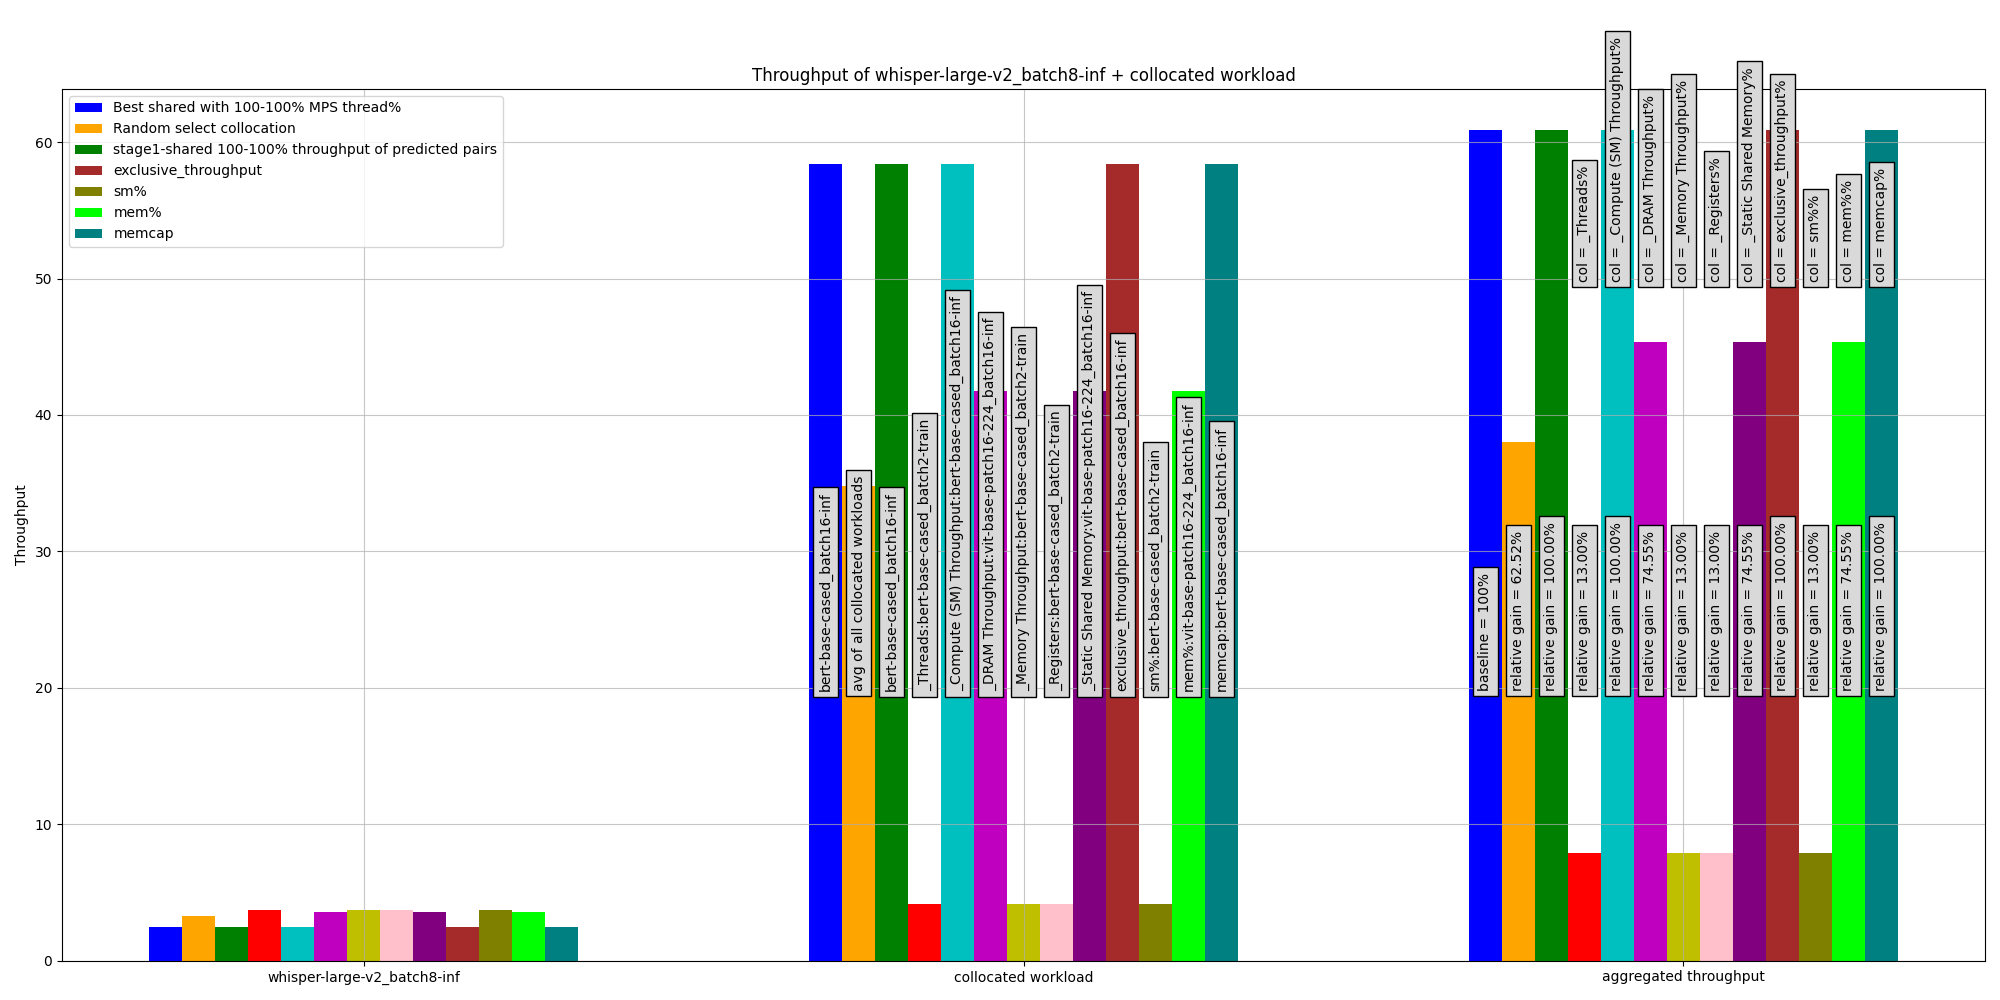 Throughput of whisper-large-v2_batch8-inf + collocated workload
Best shared with 100-100% MPS thread%
Random select collocation
stage1-shared 100-100% throughput of predicted pairs
exclusive_throughput
sm%
mem%
memcap
Throughput
60
50
40
30
20
10
0
bert-base-cased_batch16-inf
avg of all collocated workloads
bert-base-cased_batch16-inf
_Threads:bert-base-cased_batch2-train
_Compute (SM) Throughput:bert-base-cased_batch16-inf
_DRAM Throughput:vit-base-patch16-224_batch16-inf
_Memory Throughput:bert-base-cased_batch2-train
_Registers:bert-base-cased_batch2-train
_Static Shared Memory:vit-base-patch16-224_batch16-inf
exclusive_throughput:bert-base-cased_batch16-inf
sm%:bert-base-cased_batch2-train
mem%:vit-base-patch16-224_batch16-inf
memcap:bert-base-cased_batch16-inf
col = _Threads%
col = _Compute (SM) Throughput%
col = _DRAM Throughput%
col = _Memory Throughput%
col = _Registers%
col = _Static Shared Memory%
col = exclusive_throughput%
col = sm%%
col = mem%%
col = memcap%
baseline = 100%
relative gain = 62.52%
relative gain = 100.00%
relative gain = 13.00%
relative gain = 100.00%
relative gain = 74.55%
relative gain = 13.00%
relative gain = 13.00%
relative gain = 74.55%
relative gain = 100.00%
relative gain = 13.00%
relative gain = 74.55%
relative gain = 100.00%
whisper-large-v2_batch8-inf
collocated workload
aggregated throughput